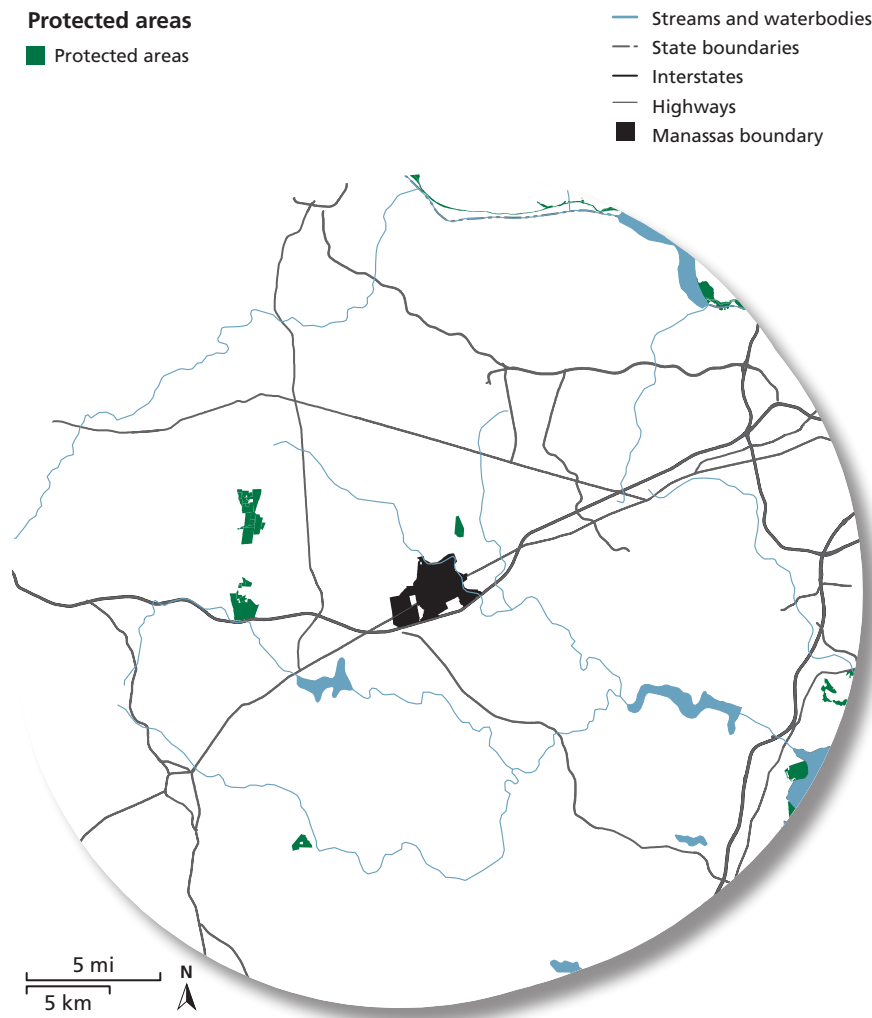 Protected areas
Protected areas
Streams and waterbodies
State boundaries
Interstates
Highways
Manassas boundary
5 mi
5 km
N